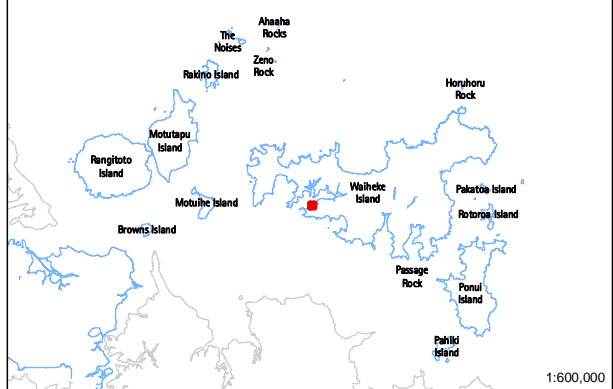 Ahaaha
Rocks
The
Noises
Zeno
Rock
Rakino Island
Horuhoru
Rock
Motutapu
Island
Rangitoto
Island
Waiheke
Island
Pakatoa Island
Motuihe Island
Rotoroa Island
Browns Island
Passage
Rock
Ponui
Island
Pahiki
Island
1:600,000